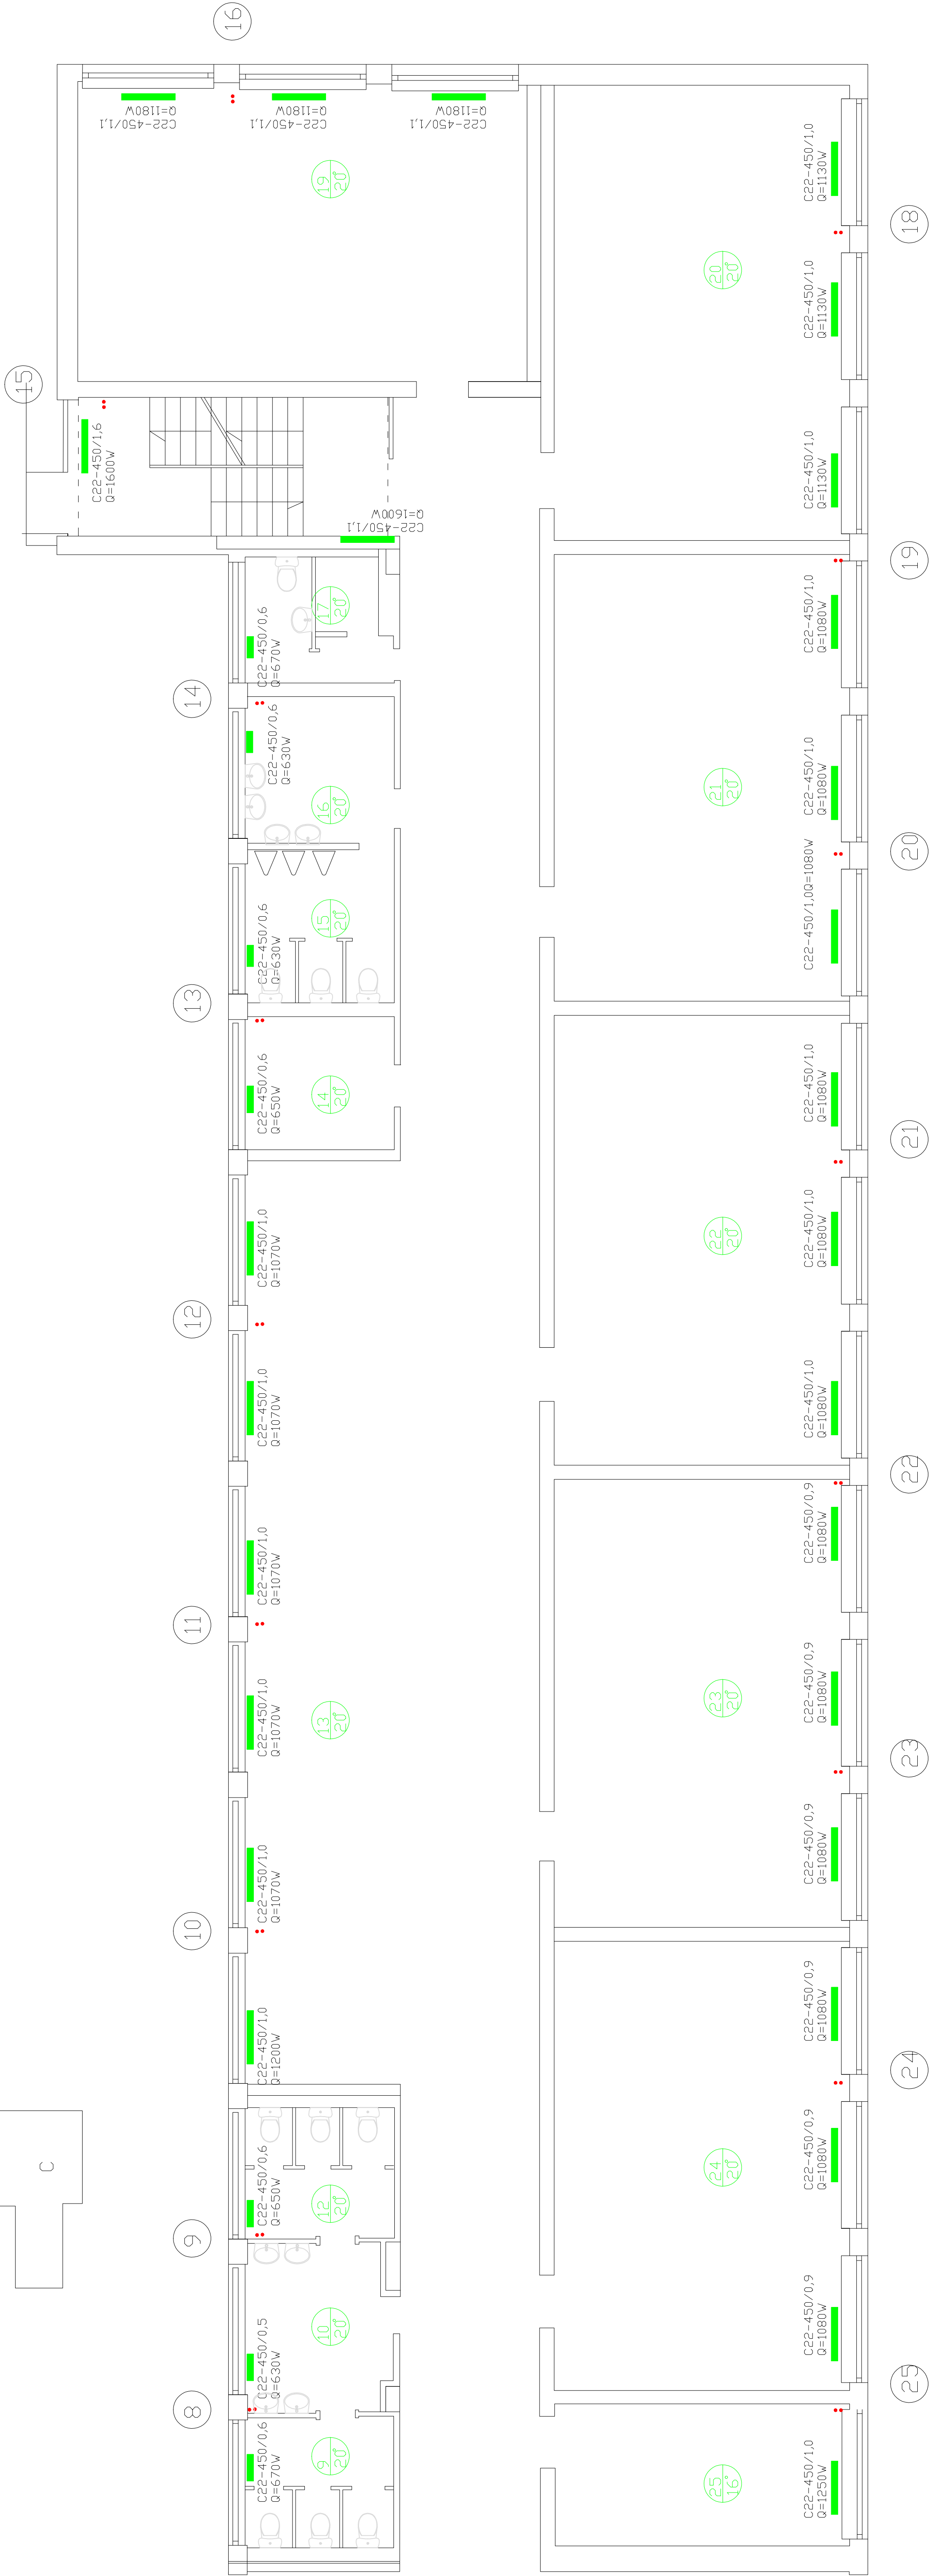 16
C22-450/1,1
Q=1180W
C22-450/1,1
Q=1180W
C22-450/1,1
Q=1180W
19
20°
C22-450/1,0
Q=1130W
18
20
20°
C22-450/1,0
Q=1130W
15
C22-450/1,6
Q=1600W
C22-450/1,0
Q=1130W
C22-450/1,1
Q=1600W
19
17
20°
C22-450/0,6
Q=670W
C22-450/1,0
Q=1080W
14
C22-450/0,6
Q=630W
16
20°
21
20°
C22-450/1,0
Q=1080W
20
C22-450/1,0Q=1080W
15
20°
C22-450/0,6
Q=630W
13
14
20°
C22-450/0,6
Q=650W
C22-450/1,0
Q=1080W
21
C22-450/1,0
Q=1070W
22
20°
C22-450/1,0
Q=1080W
12
C22-450/1,0
Q=1070W
C22-450/1,0
Q=1080W
22
C22-450/1,0
Q=1070W
C22-450/0,9
Q=1080W
11
C22-450/1,0
Q=1070W
13
20°
23
20°
C22-450/0,9
Q=1080W
23
C22-450/1,0
Q=1070W
C22-450/0,9
Q=1080W
10
C22-450/1,0
Q=1200W
C22-450/0,9
Q=1080W
24
C
C22-450/0,6
Q=650W
12
20°
24
20°
C22-450/0,9
Q=1080W
9
C22-450/0,5
Q=630W
10
20°
C22-450/0,9
Q=1080W
25
8
C22-450/0,6
Q=670W
9
20°
25
16°
C22-450/1,0
Q=1250W